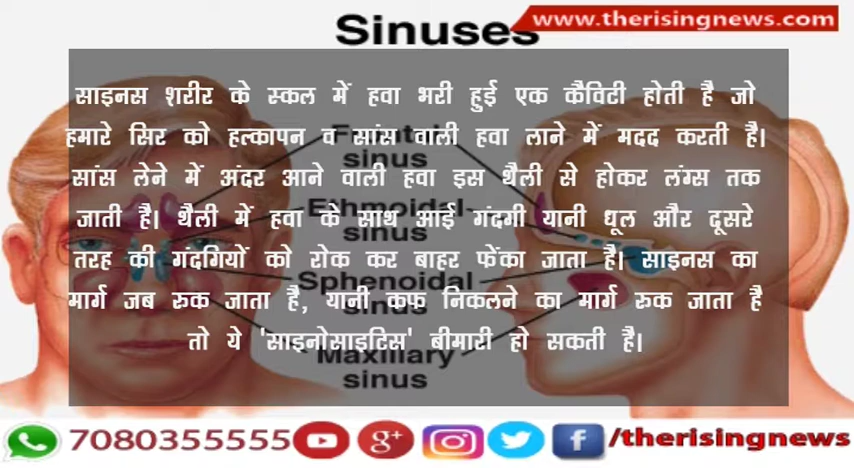 www.therisingnews.com
Sinuses
साइनस शरीर के स्कल में हवा भरी हुई एक कैविटी होती है जो
हमारे सिर को हल्कापन व सांस वाली हवा लाने में मदद करती है।
सांस लेने में अंदर आने वाली हवा इस थैली से होकर लंग्स तक
जाती है। थैली में हवा के साथ आई गंदगी यानी धूल और दूसरे
तरह की गंदगियों को रोक कर बाहर फेंका जाता है। साइनस का
मार्ग जब रुक जाता है, यानी कफ निकलने का मार्ग रुक जाता है
तो ये 'साइनोसाइटिस' बीमारी हो सकती है।
Frontal
sinus
Ethmoidal
sinus
Sphenoidal
sinus
Maxillary
sinus
7080355555
/therisingnews